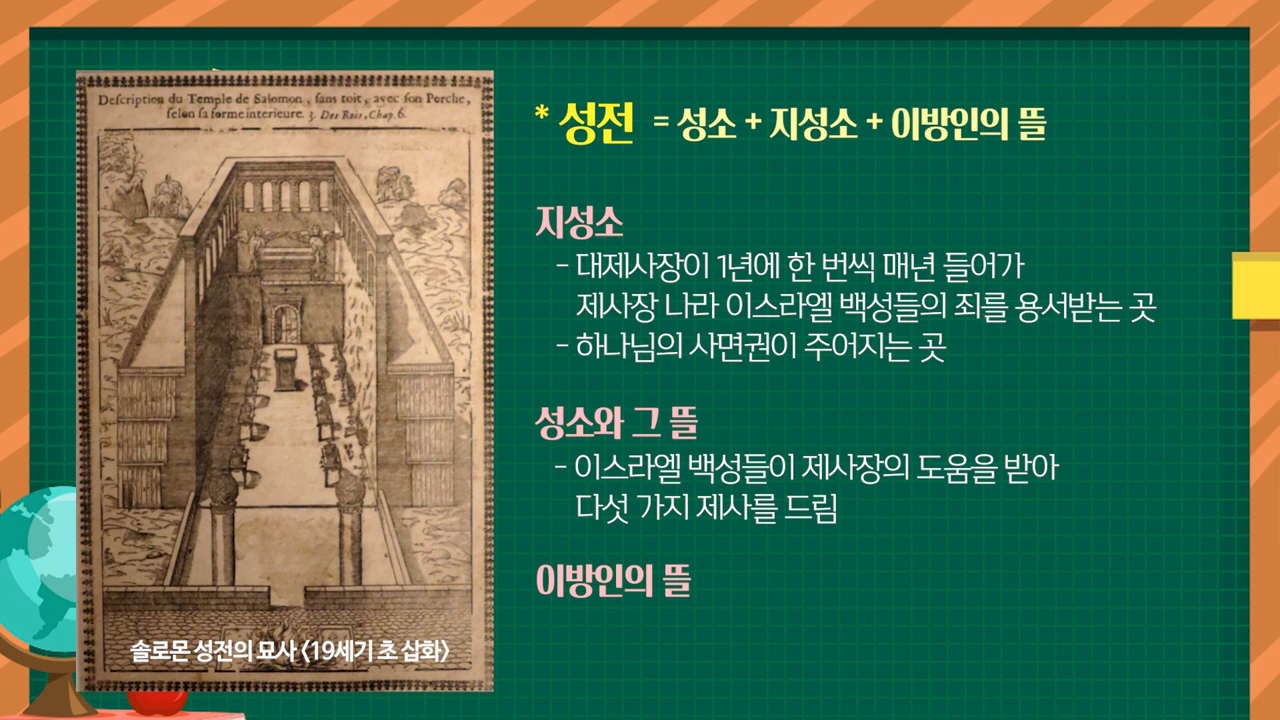 Description du Temple de Salomon, sans toit, avec son Porche,
selon sa forme interieure. 3. Des Rois, Chap. 6.
솔로몬 성전의 묘사 <19세기 초 삽화>
* 성전 = 성소 + 지성소 + 이방인의 뜰
지성소
- 대제사장이 1년에 한 번씩 매년 들어가
제사장 나라 이스라엘 백성들의 죄를 용서받는 곳
- 하나님의 사면권이 주어지는 곳
성소와 그 뜰
- 이스라엘 백성들이 제사장의 도움을 받아
다섯 가지 제사를 드림
이방인의 뜰